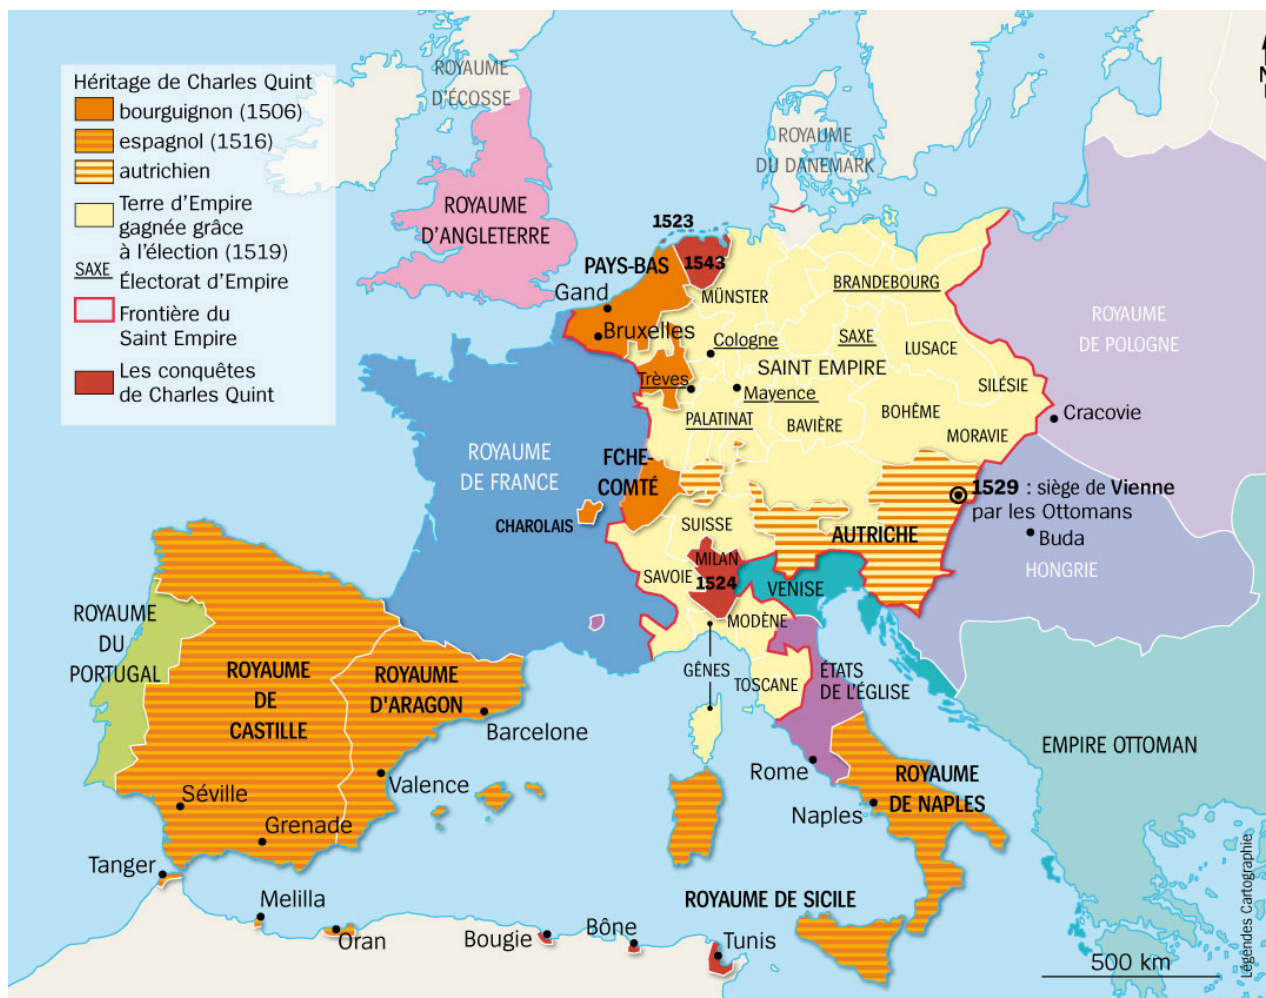 Héritage de Charles Quint
bourguignon (1506)
espagnol (1516)
autrichien
Terre d'Empire
gagnée grâce
à l'élection (1519)
SAXE
Électorat d'Empire
Frontière du
Saint Empire
Les conquêtes
de Charles Quint
ROYAUME
D'ÉCOSSE
ROYAUME
DU DANEMARK
N
ROYAUME
D'ANGLETERRE
1523
1543
PAYS-BAS
Gand
Bruxelles
MÜNSTER
BRANDEBOURG
Cologne
SAXE
LUSACE
SAINT EMPIRE
Trèves
Mayence
SILÉSIE
PALATINAT
BAVIÈRE
BOHÊME
MORAVIE
ROYAUME
DE POLOGNE
Cracovie
ROYAUME
DE FRANCE
FCHE-
COMTÉ
CHAROLAIS
1529 : siège de Vienne
par les Ottomans
Buda
HONGRIE
SUISSE
AUTRICHE
MILAN
SAVOIE
1524
VENISE
MODÈNE
GÊNES
TOSCANE
ÉTATS
DE L'ÉGLISE
ROYAUME
DU
PORTUGAL
ROYAUME
DE
CASTILLE
ROYAUME
D'ARAGON
Barcelone
Valence
Séville
Grenade
Rome
Naples
ROYAUME
DE NAPLES
EMPIRE OTTOMAN
Tanger
Melilla
Oran
Bougie
Bône
Tunis
ROYAUME DE SICILE
500 km
Légendes Cartographie